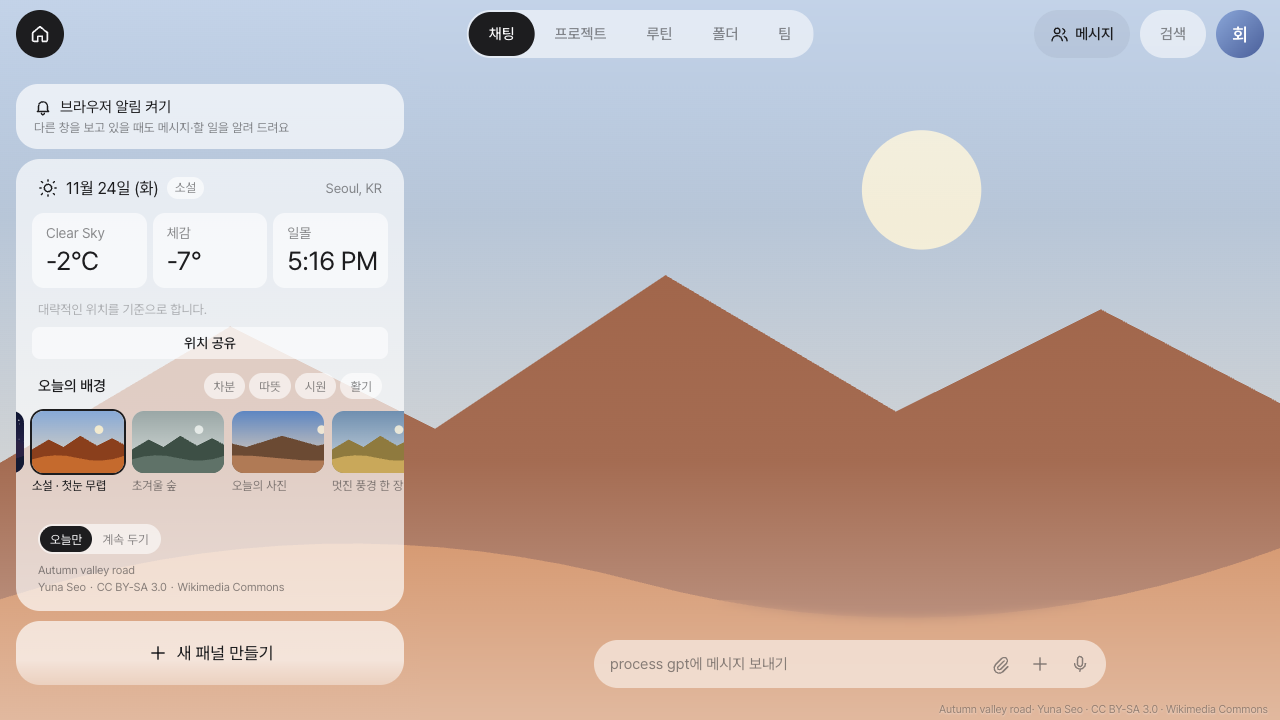 채팅
프로젝트
루틴
폴더
팀
메시지
검색
회
브라우저 알림 켜기
다른 창을 보고 있을 때도 메시지·할 일을 알려 드려요
11월 24일 (화) 소설 Seoul, KR
Clear Sky
-2°C
체감
-7°
일몰
5:16 PM
대략적인 위치를 기준으로 합니다.
위치 공유
오늘의 배경
차분
따뜻
시원
활기
소설 · 첫눈 무렵
초겨울 숲
오늘의 사진
멋진 풍경 한 장
오늘만
계속 두기
Autumn valley road
Yuna Seo · CC BY-SA 3.0 · Wikimedia Commons
새 패널 만들기
process gpt에 메시지 보내기
Autumn valley road· Yuna Seo · CC BY-SA 3.0 · Wikimedia Commons